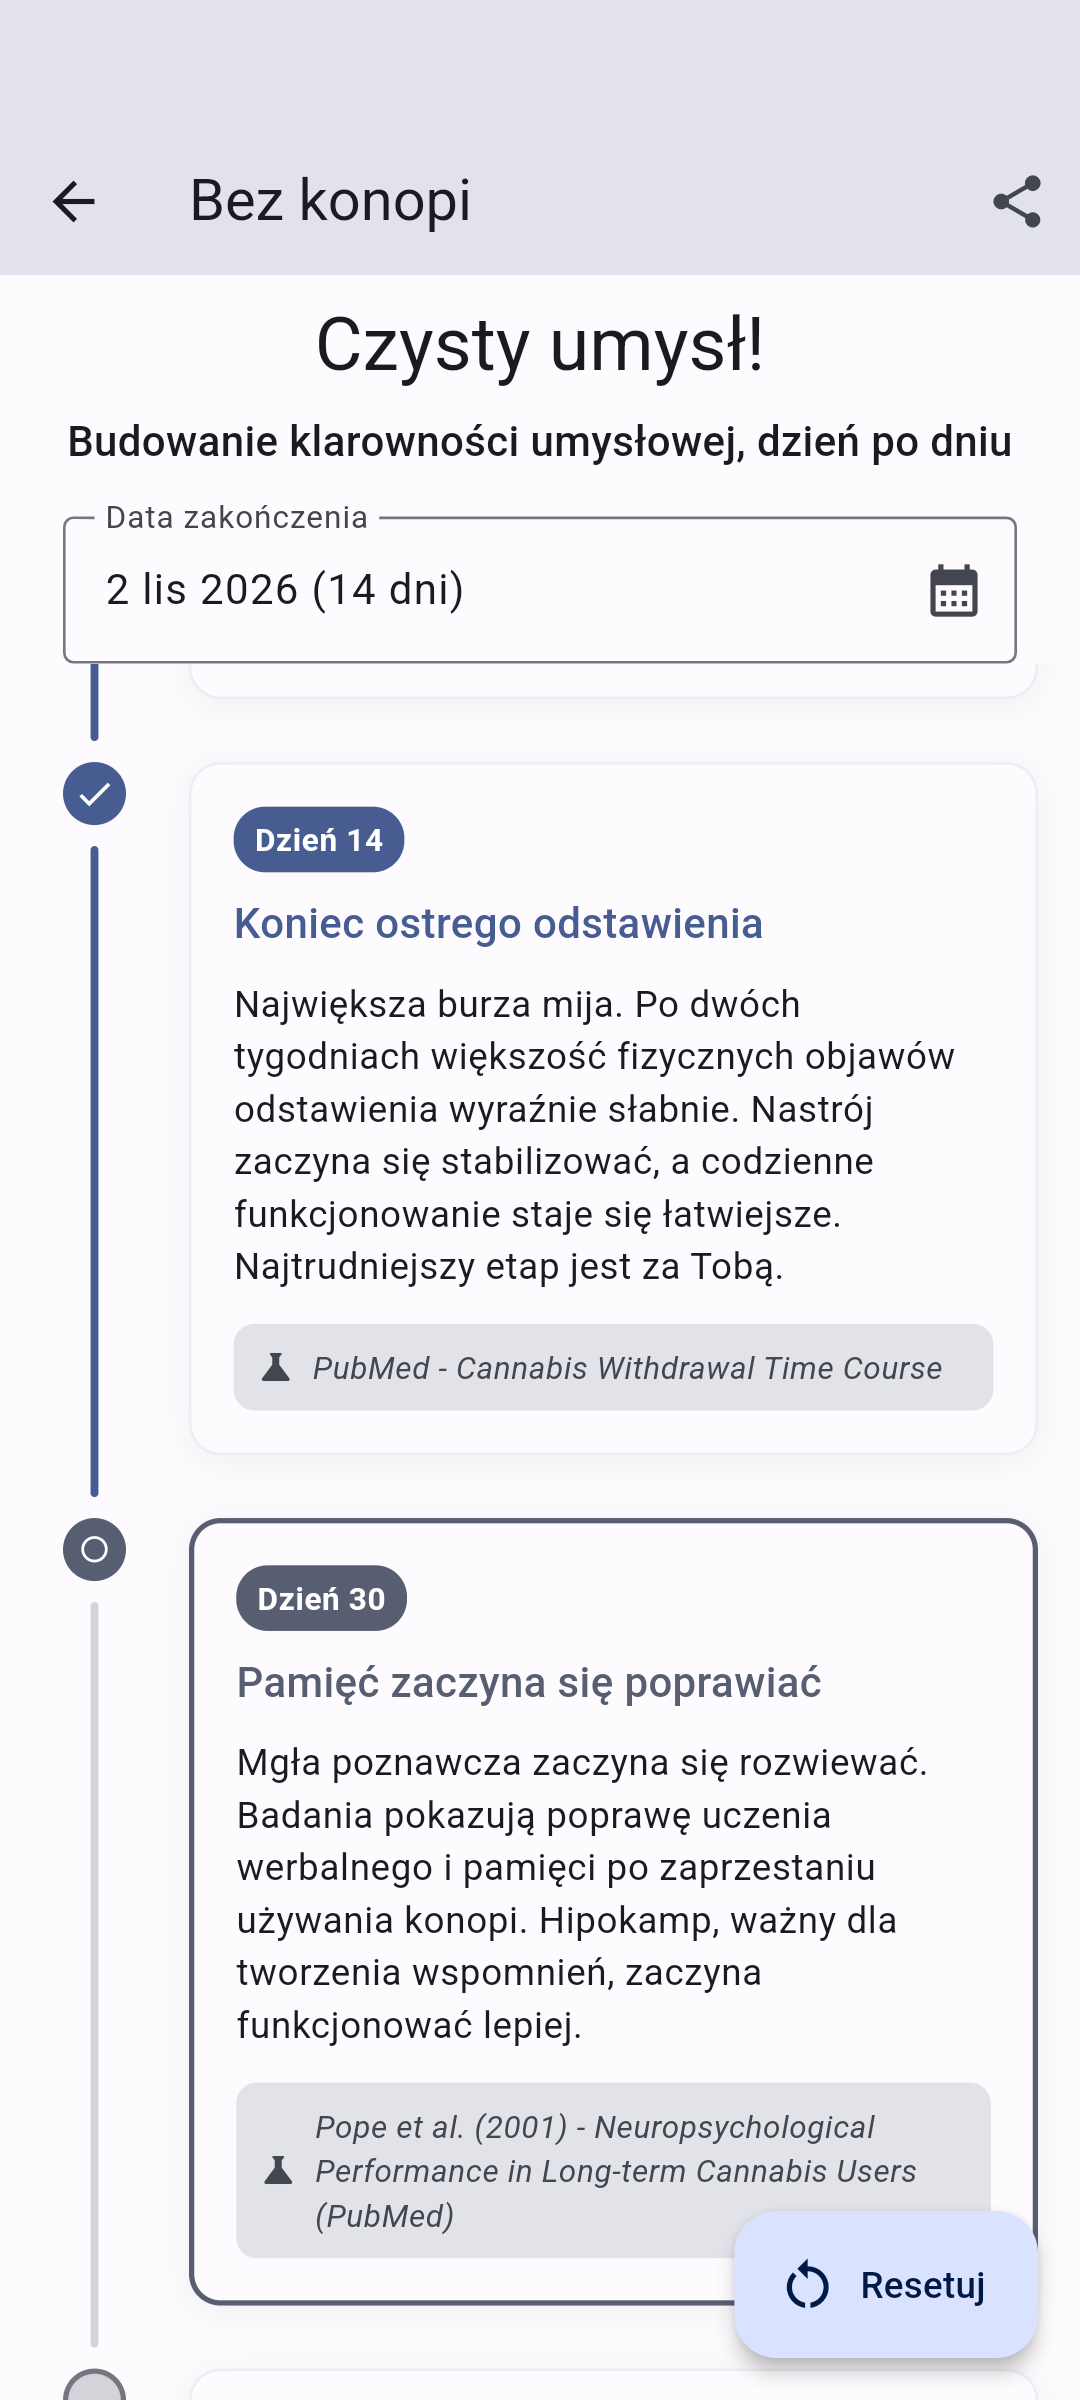 Bez konopi
Czysty umysł!
Budowanie klarowności umysłowej, dzień po dniu
Data zakończenia
2 lis 2026 (14 dni)
Dzień 14
Koniec ostrego odstawienia
Największa burza mija. Po dwóch
tygodniach większość fizycznych objawów
odstawienia wyraźnie słabnie. Nastrój
zaczyna się stabilizować, a codzienne
funkcjonowanie staje się łatwiejsze.
Najtrudniejszy etap jest za Tobą.
PubMed - Cannabis Withdrawal Time Course
Dzień 30
Pamięć zaczyna się poprawiać
Mgła poznawcza zaczyna się rozwiewać.
Badania pokazują poprawę uczenia
werbalnego i pamięci po zaprzestaniu
używania konopi. Hipokamp, ważny dla
tworzenia wspomnień, zaczyna
funkcjonować lepiej.
Pope et al. (2001) - Neuropsychological
Performance in Long-term Cannabis Users
(PubMed)
Resetuj